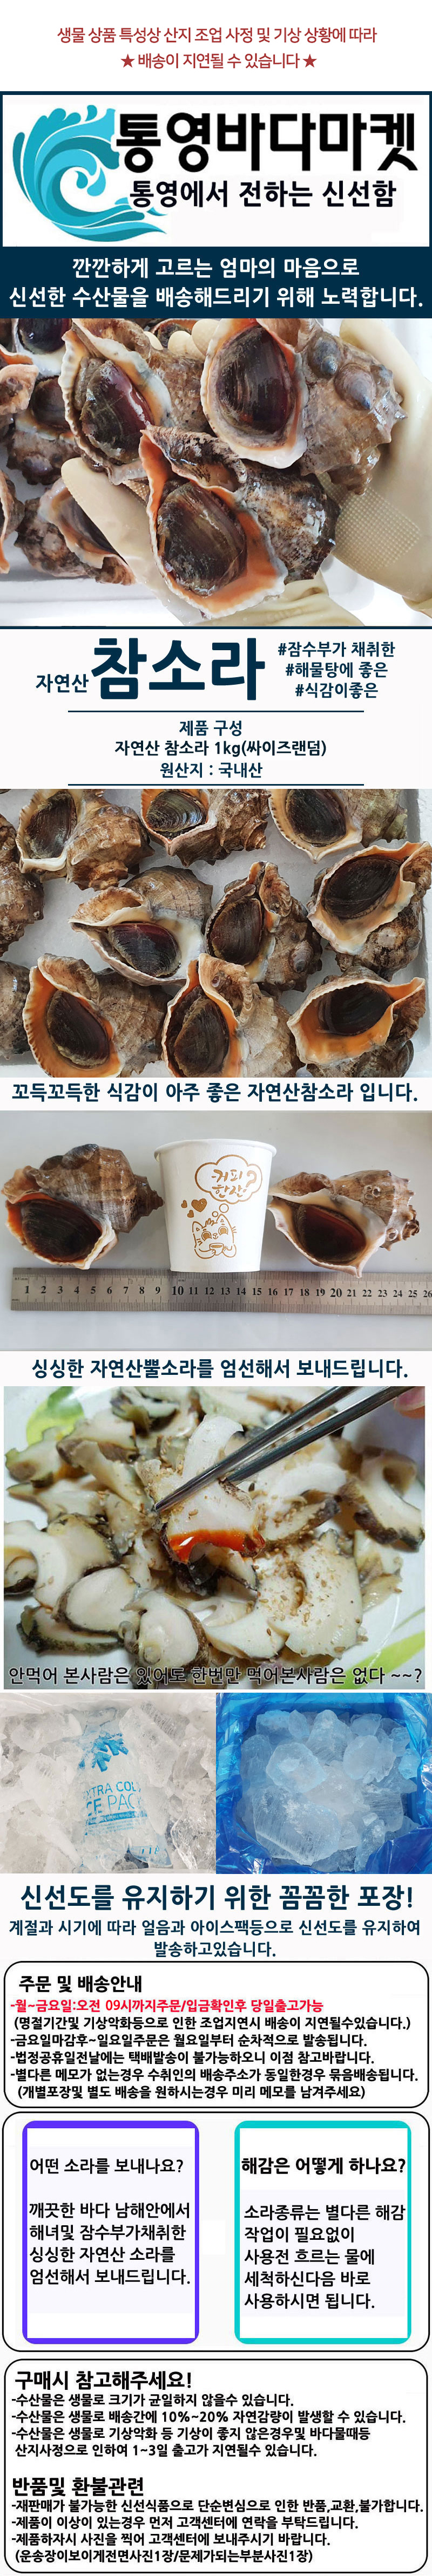 생물 상품 특성상 산지 조업 사정 및 기상 상황에 따라
★ 배송이 지연될 수 있습니다 ★
통영바다마켓
통영에서 전하는 신선함
깐깐하게 고르는 엄마의 마음으로
신선한 수산물을 배송해드리기 위해 노력합니다.
자연산 참소라
#잠수부가 채취한
#해물탕에 좋은
#식감이좋은
제품 구성
자연산 참소라 1kg(싸이즈랜덤)
원산지 : 국내산
꼬득꼬득한 식감이 아주 좋은 자연산참소라 입니다.
커피
한잔?
1 2 3 4 5 6 7 8 9 10 11 12 13 14 15 16 17 18 19 20 21 22 23 24 25 26
싱싱한 자연산뿔소라를 엄선해서 보내드립니다.
안먹어 본사람은 있어도 한번만 먹어본사람은 없다 ~~?
XTRA COL
CE PAC
신선도를 유지하기 위한 꼼꼼한 포장!
계절과 시기에 따라 얼음과 아이스팩등으로 신선도를 유지하여
발송하고있습니다.
주문 및 배송안내
-월~금요일:오전 09시까지주문/입금확인후 당일출고가능
(명절기간및 기상악화등으로 인한 조업지연시 배송이 지연될수있습니다.)
-금요일마감후~일요일주문은 월요일부터 순차적으로 발송됩니다.
-법정공휴일전날에는 택배발송이 불가능하오니 이점 참고바랍니다.
-별다른 메모가 없는경우 수취인의 배송주소가 동일한경우 묶음배송됩니다.
(개별포장및 별도 배송을 원하시는경우 미리 메모를 남겨주세요)
어떤 소라를 보내나요?
깨끗한 바다 남해안에서
해녀및 잠수부가채취한
싱싱한 자연산 소라를
엄선해서 보내드립니다.
해감은 어떻게 하나요?
소라종류는 별다른 해감
작업이 필요없이
사용전 흐르는 물에
세척하신다음 바로
사용하시면 됩니다.
구매시 참고해주세요!
-수산물은 생물로 크기가 균일하지 않을수 있습니다.
-수산물은 생물로 배송간에 10%~20% 자연감량이 발생할 수 있습니다.
-수산물은 생물로 기상악화 등 기상이 좋지 않은경우및 바다물때등
산지사정으로 인하여 1~3일 출고가 지연될수 있습니다.
반품및 환불관련
-재판매가 불가능한 신선식품으로 단순변심으로 인한 반품,교환,불가합니다.
-제품이 이상이 있는경우 먼저 고객센터에 연락을 부탁드립니다.
-제품하자시 사진을 찍어 고객센터에 보내주시기 바랍니다.
(운송장이보이게전면사진1장/문제가되는부분사진1장)